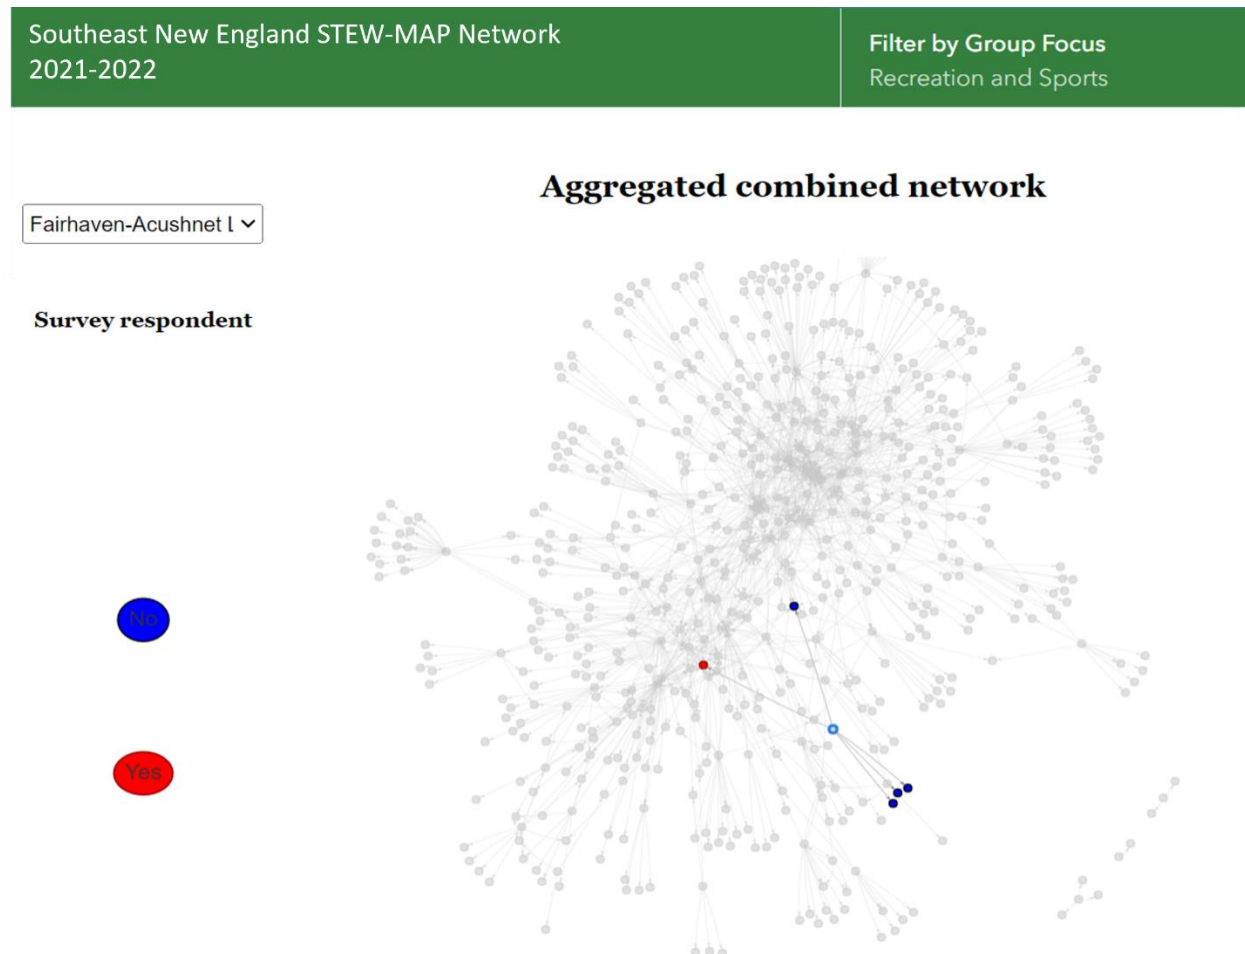 Southeast New England STEW-MAP Network
2021-2022
Filter by Group Focus
Recreation and Sports
Aggregated combined network
Fairhaven-Acushnet L
Survey respondent
No
Yes